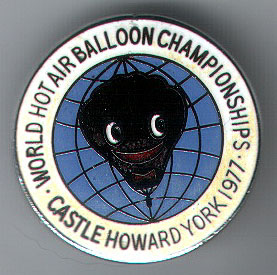 · WORLD HOT AIR BALLOON CHAMPIONSHIPS ·
CASTLE HOWARD YORK 1977